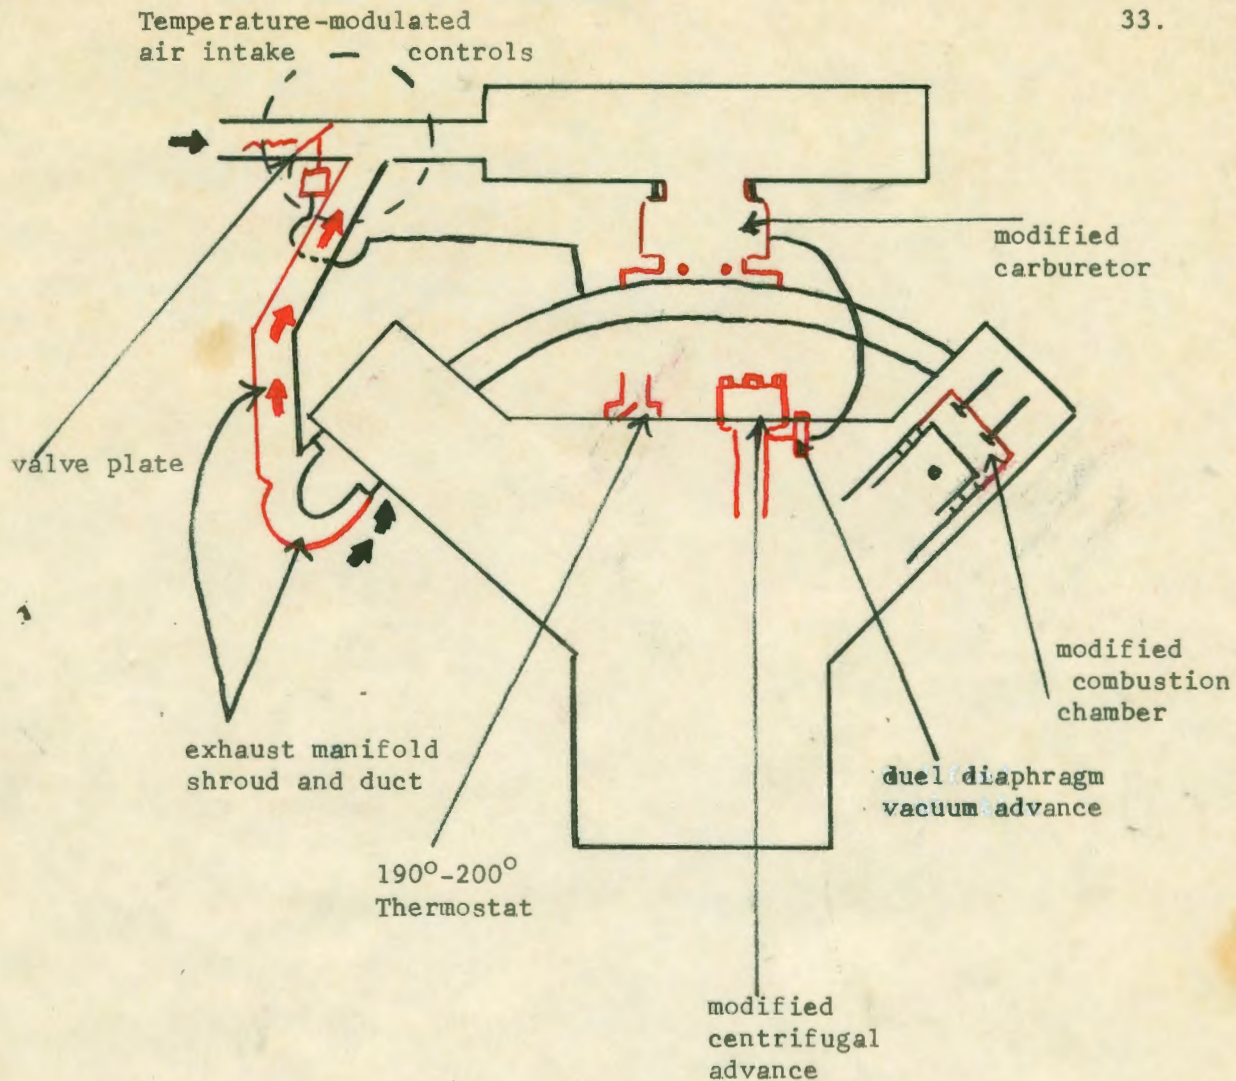 33.
Temperature-modulated
air intake controls
modified
carburetor
valve plate
modified
combustion
chamber
exhaust manifold
shroud and duct
duel diaphragm
vacuum advance
190°-200°
Thermostat
modified
centrifugal
advance